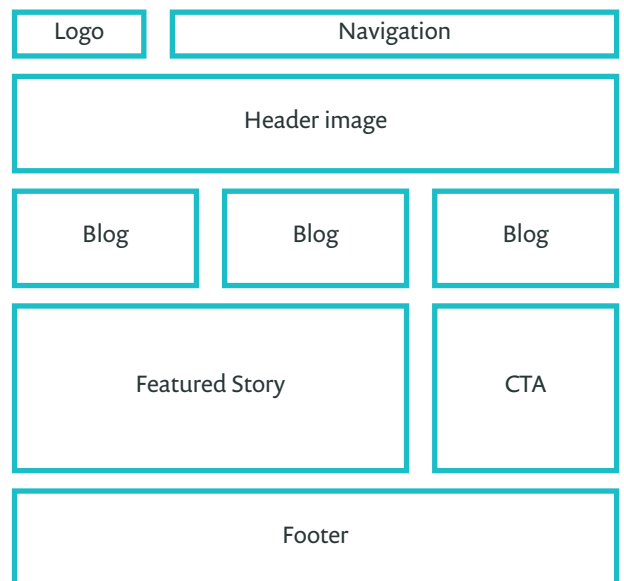 Logo
Navigation
Header image
Blog
Blog
Blog
Featured Story
CTA
Footer